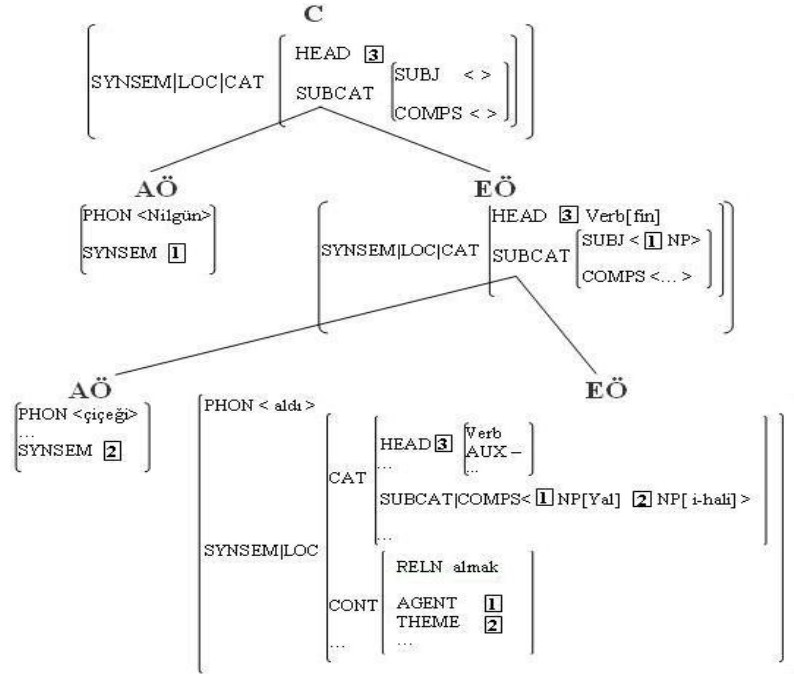 C
HEAD 3
SYNSEM|LOC|CAT
SUBJ < >
SUBCAT
COMPS < >
AÖ
EÖ
PHON <Nilgün>
SYNSEM 1
HEAD 3 Verb[fin]
SUBJ < 1 NP>
SYNSEM|LOC|CAT
SUBCAT
COMPS <... >
AÖ
EÖ
PHON <çiçeği>
...
SYNSEM 2
PHON < aldı >
Verb
HEAD 3
AUX –
...
...
CAT
SUBCAT|COMPS< 1 NP[Yal] 2 NP[ i-hali] >
...
SYNSEM|LOC
RELN almak
CONT
AGENT 1
THEME 2
...
...